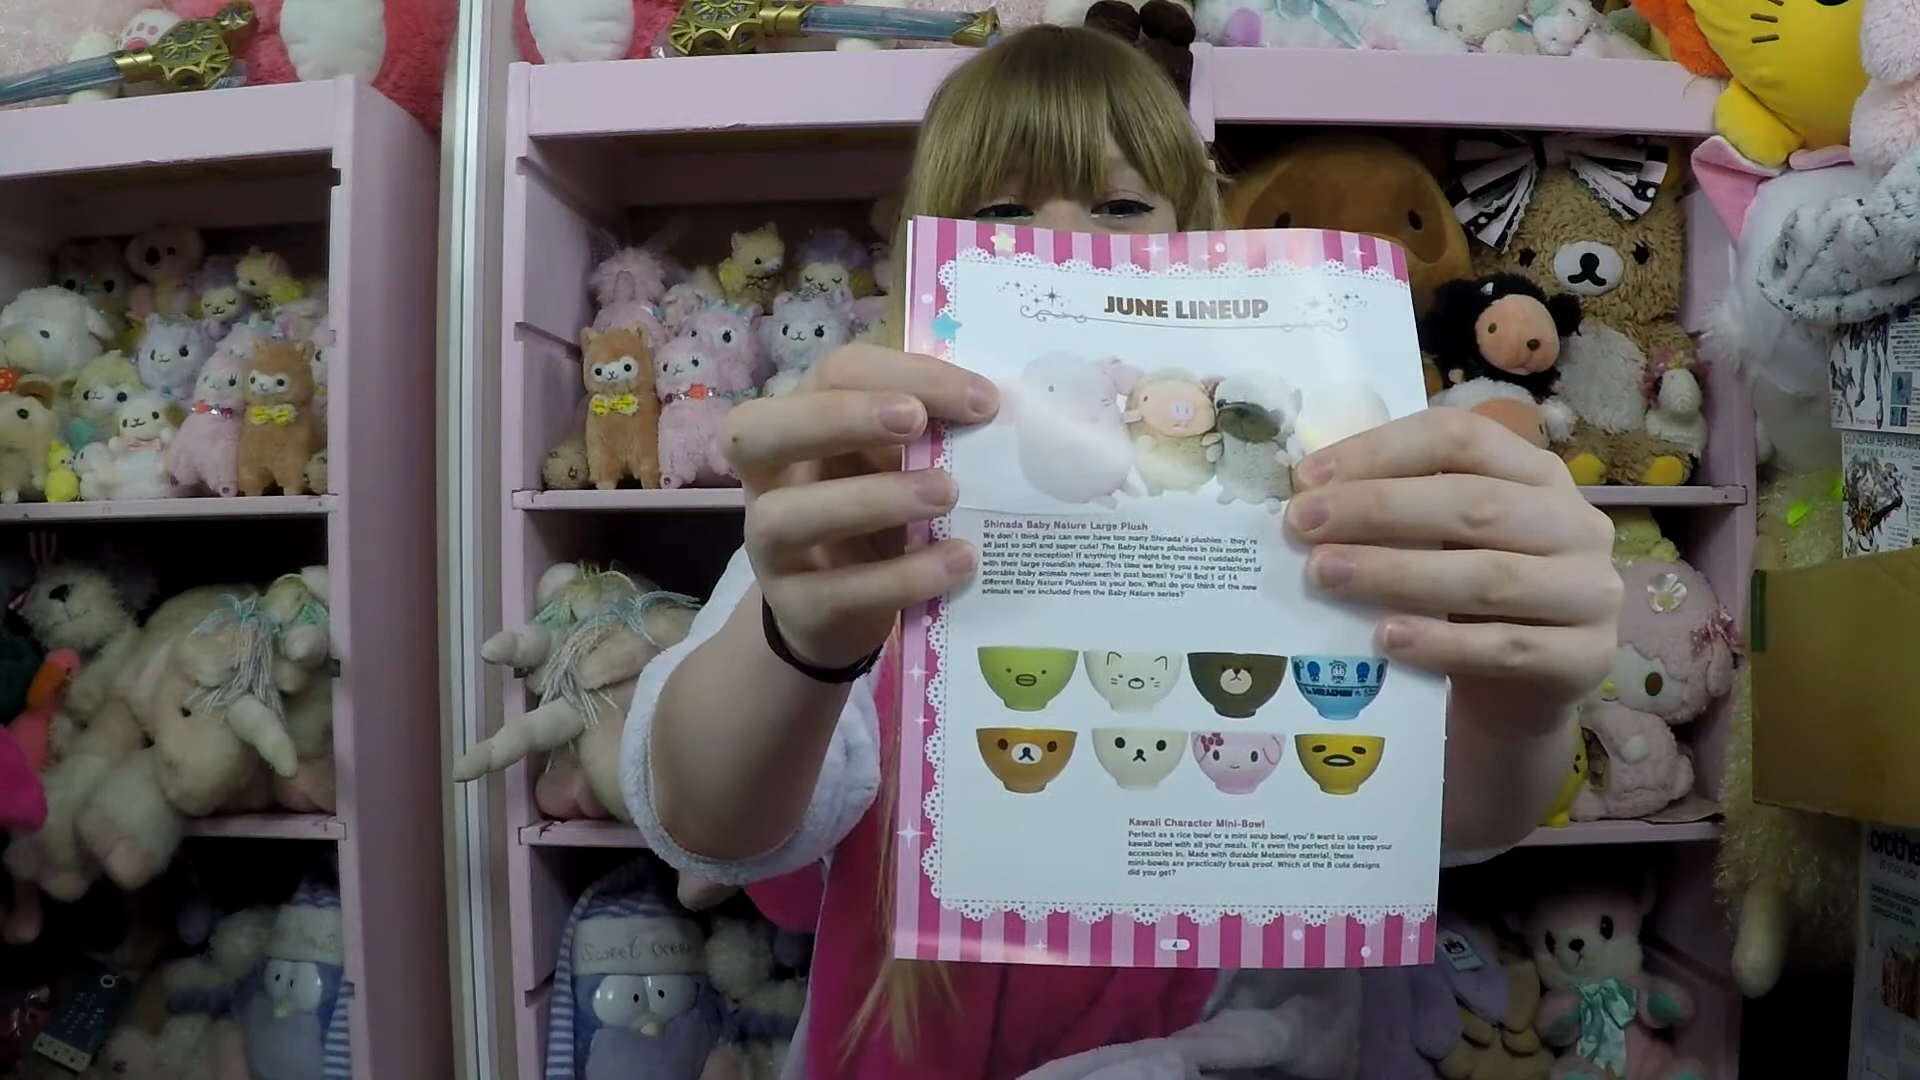 JUNE LINEUP
Shinada Baby Nature Large Plush
We don't think you can ever have too many Shinada's plushies - they're
all just so soft and super cute! The Baby Nature plushies in this month's
boxes are no exception! If anything they might be the most cuddable yet
with their large roundish shape. This time we bring you a new selection of
adorable baby animals never seen in past boxes! You'll find 1 of 14
different Baby Nature Plushies in your box. What do you think of the new
animals we've included from the Baby Nature series?
DORAEMON
Kawaii Character Mini-Bowl
Perfect as a rice bowl or a mini soup bowl, you'll want to use your
kawaii bowl with all your meals. It's even the perfect size to keep your
accessories in. Made with durable Melamine material, these
mini-bowls are practically break proof. Which of the 8 cute designs
did you get?
4
Sweet Dreams
GUNDAM HEAVYARMS